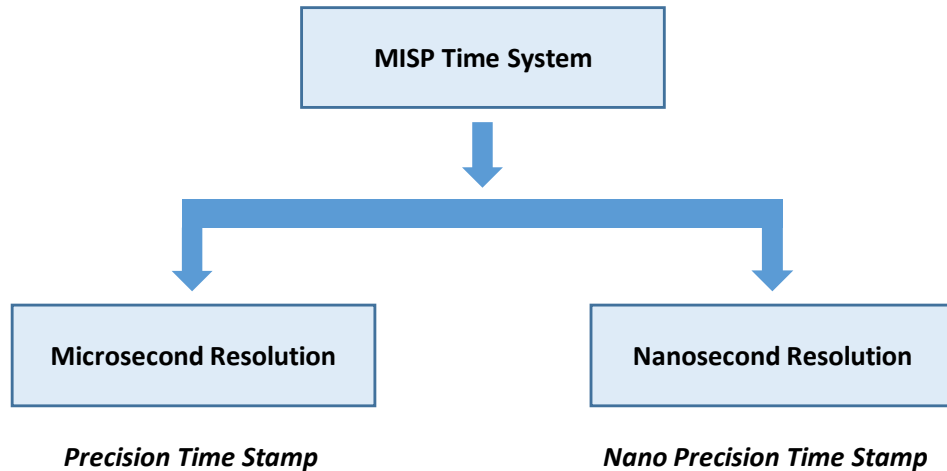 MISP Time System
Microsecond Resolution
Nanosecond Resolution
Precision Time Stamp
Nano Precision Time Stamp